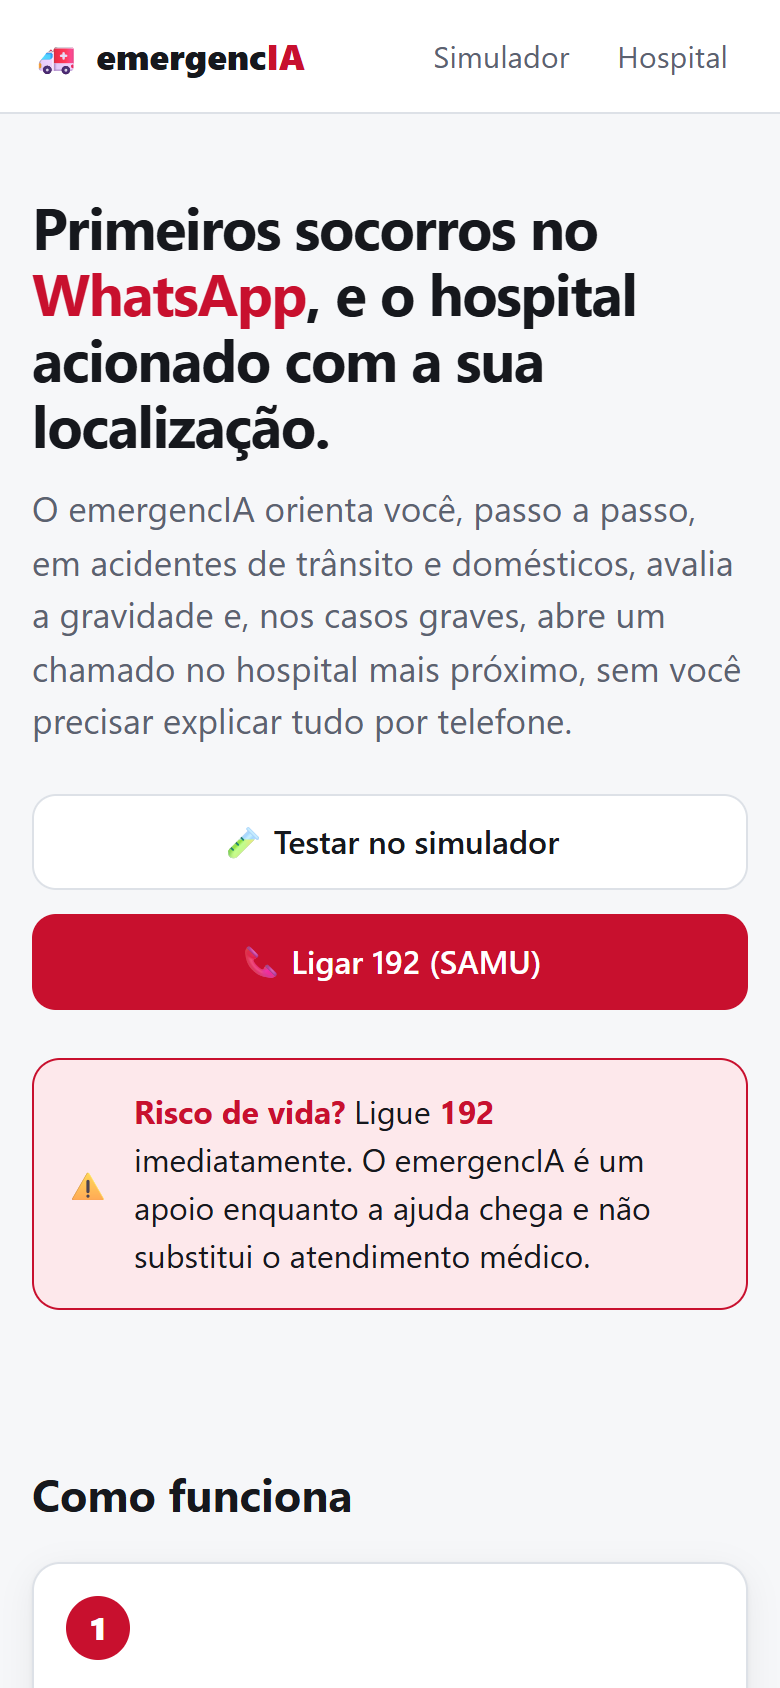 emergencIA
Simulador
Hospital
Primeiros socorros no
WhatsApp, e o hospital
acionado com a sua
localização.
O emergencIA orienta você, passo a passo,
em acidentes de trânsito e domésticos, avalia
a gravidade e, nos casos graves, abre um
chamado no hospital mais próximo, sem você
precisar explicar tudo por telefone.
Testar no simulador
Ligar 192 (SAMU)
Risco de vida? Ligue 192
imediatamente. O emergencIA é um
apoio enquanto a ajuda chega e não
substitui o atendimento médico.
Como funciona
1